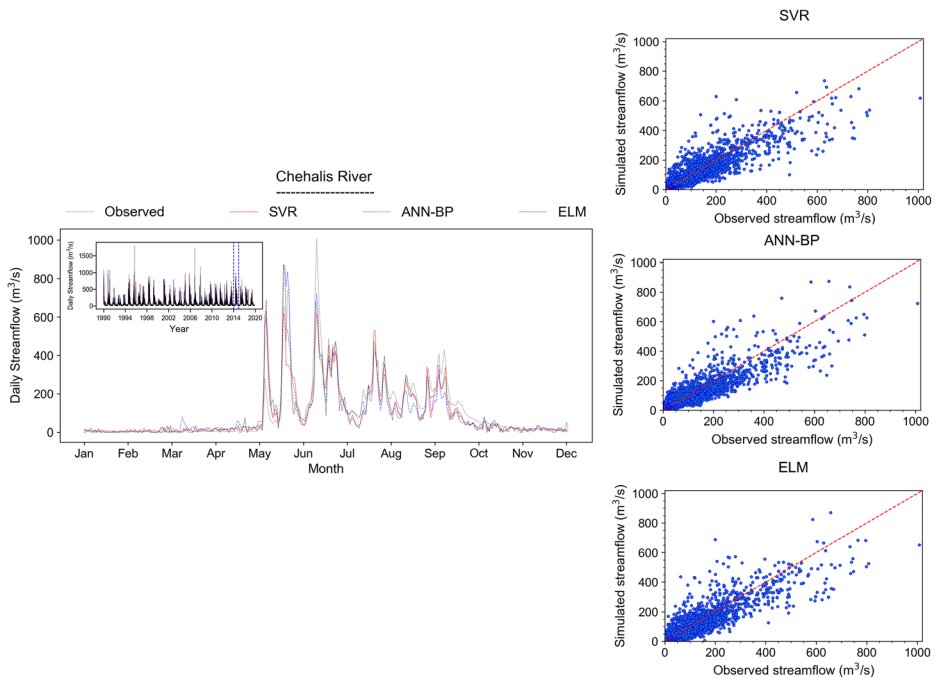 Chehalis River
Observed SVR ANN-BP ELM
Daily Streamflow (m³/s)
1000
800
600
400
200
0
Jan Feb Mar Apr May Jun Jul Aug Sep Oct Nov Dec
Month
Daily Streamflow (m³/s)
1500
1000
500
0
1990 1994 1998 2002 2006 2010 2014 2020
Year
SVR
Simulated streamflow (m³/s)
1000
800
600
400
200
0
0 200 400 600 800 1000
Observed streamflow (m³/s)
ANN-BP
Simulated streamflow (m³/s)
1000
800
600
400
200
0
0 200 400 600 800 1000
Observed streamflow (m³/s)
ELM
Simulated streamflow (m³/s)
1000
800
600
400
200
0
0 200 400 600 800 1000
Observed streamflow (m³/s)